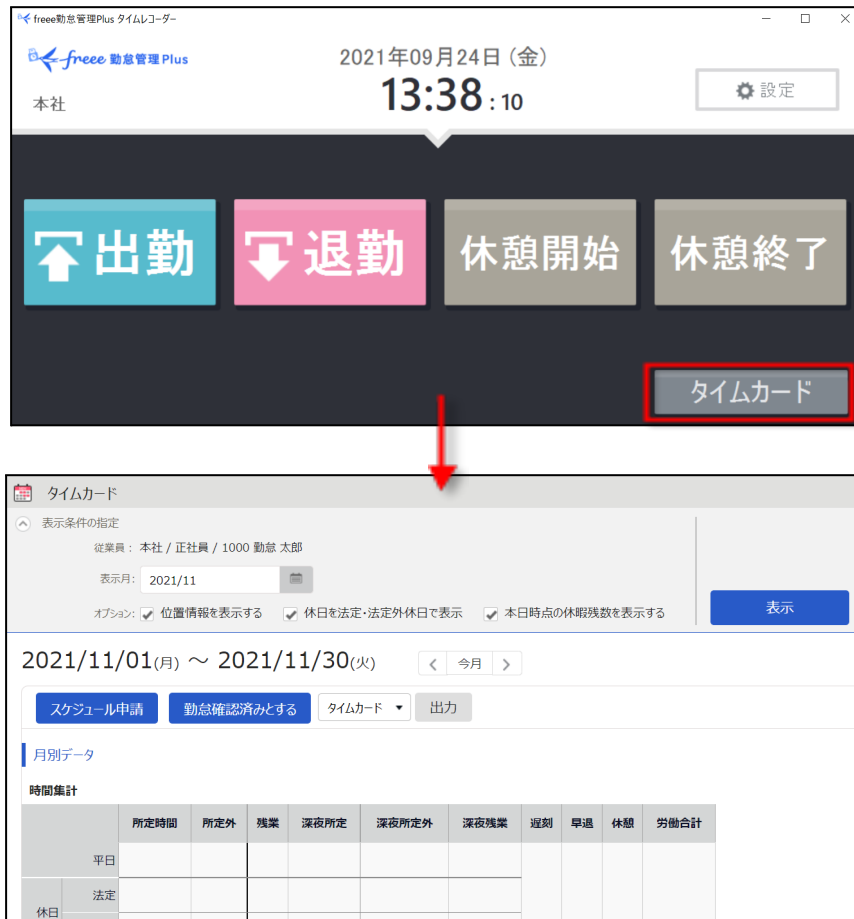 freee勤怠管理Plus タイムレコーダー
freee 勤怠管理 Plus
2021年09月24日（金）
本社
13:38 : 10
設定
出勤
退勤
休憩開始
休憩終了
タイムカード
タイムカード
表示条件の指定
従業員： 本社 / 正社員 / 1000 勤怠 太郎
表示月: 2021/11
オプション: 位置情報を表示する 休日を法定・法定外休日で表示 本日時点の休暇残数を表示する
表示
2021/11/01(月) ～ 2021/11/30(火) 今月
スケジュール申請 勤怠確認済みとする タイムカード 出力
月別データ
時間集計
所定時間 所定外 残業 深夜所定 深夜所定外 深夜残業 遅刻 早退 休憩 労働合計
平日
法定
休日